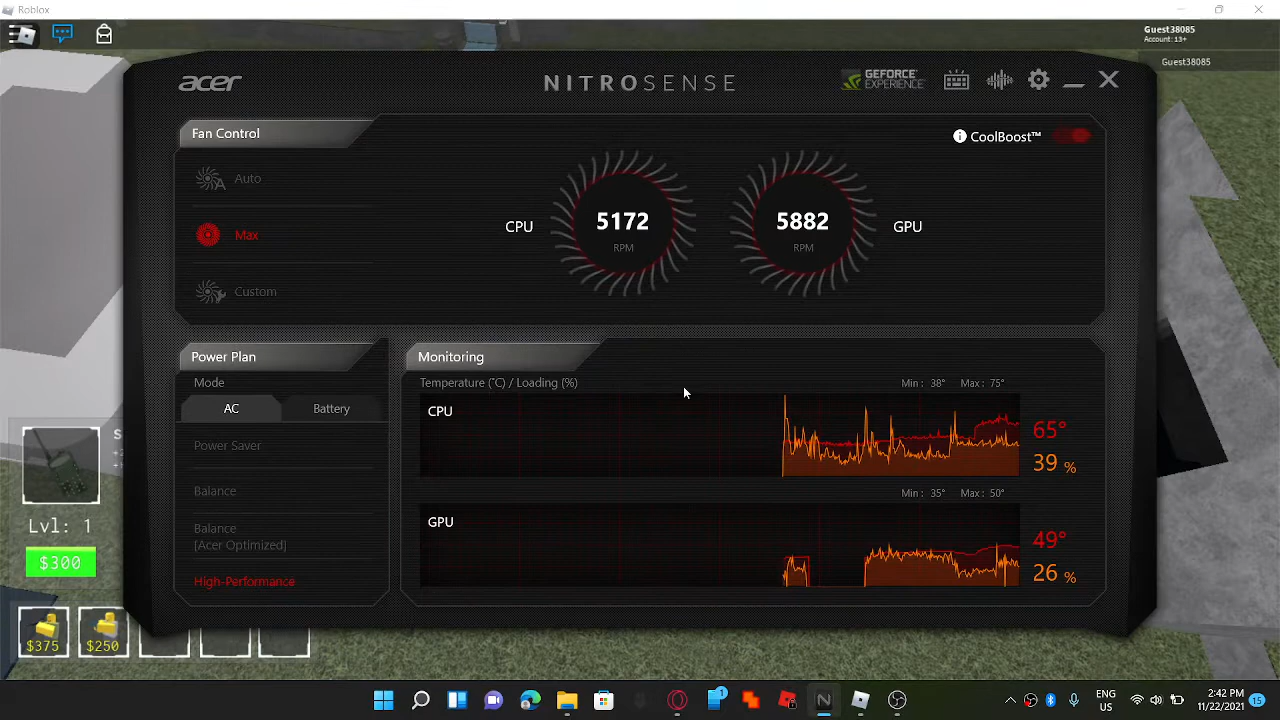 Roblox
Guest38085
Account: 13+
Guest38085
acer
NITROSENSE
GEFORCE
EXPERIENCE
Fan Control
CoolBoost™
Auto
Max
Custom
CPU
5172
RPM
5882
RPM
GPU
Power Plan
Mode
AC
Battery
Power Saver
Balance
Balance
[Acer Optimized]
High-Performance
Monitoring
Temperature (°C) / Loading (%)
Min : 38° Max : 75°
CPU
65°
39 %
Min : 35° Max : 50°
GPU
49°
26 %
S
Lvl: 1
$300
$375
$250
1
ENG
US
2:42 PM
11/22/2021
15